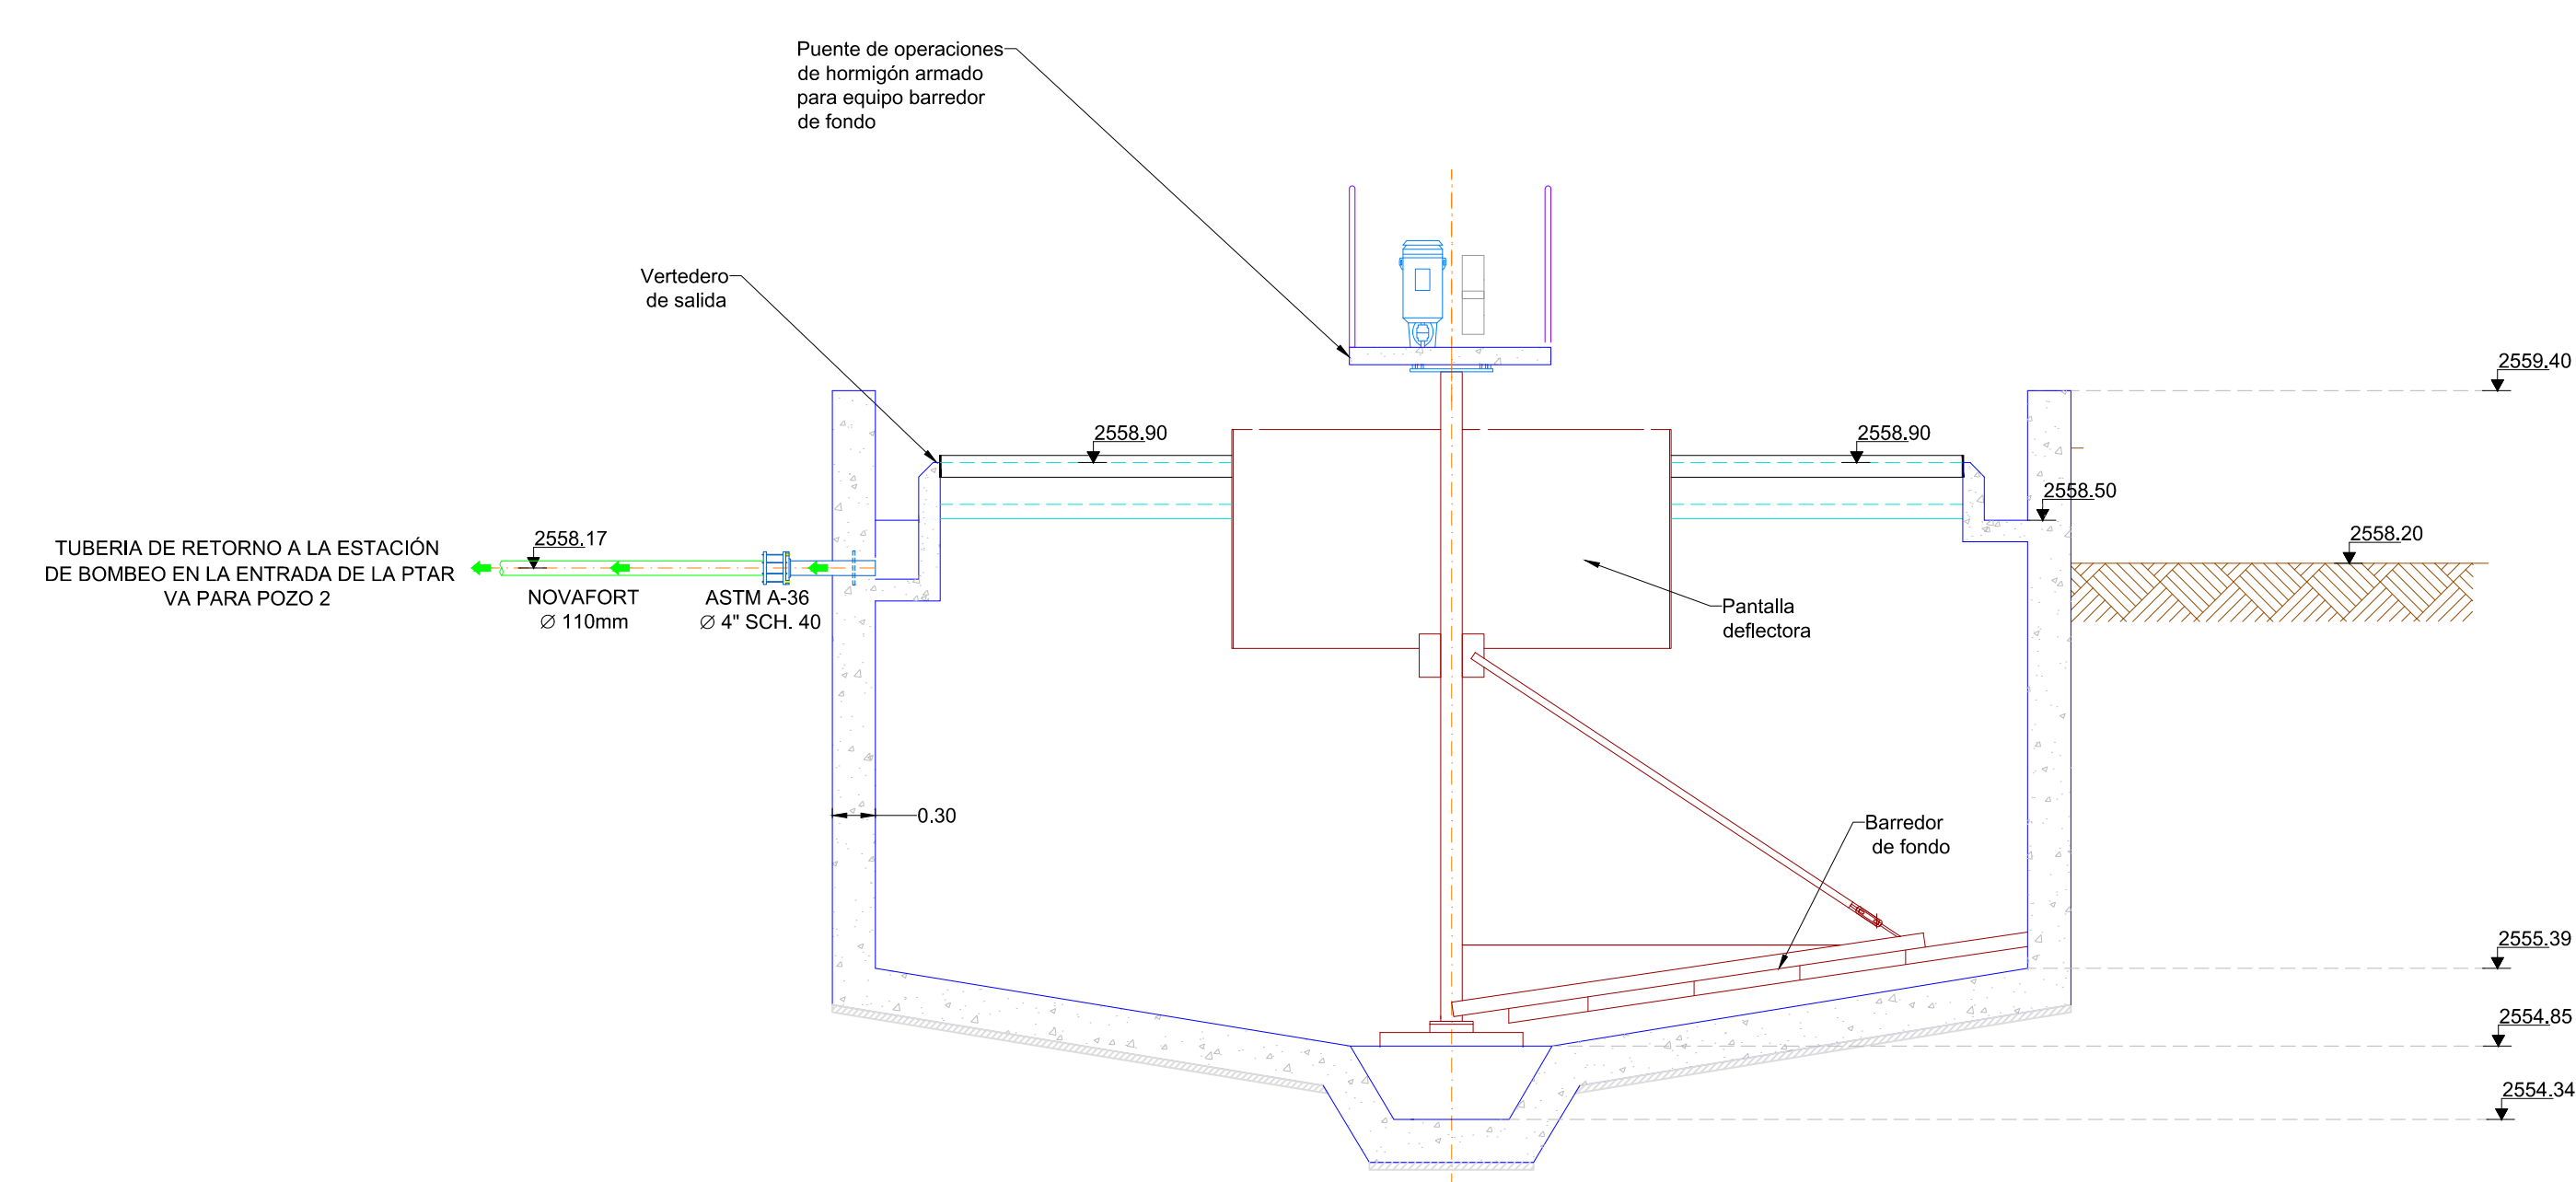 Puente de operaciones
de hormigón armado
para equipo barredor
de fondo
Vertedero
de salida
2559.40
2558.90
2558.90
2558.50
2558.20
2558.17
TUBERIA DE RETORNO A LA ESTACIÓN
DE BOMBEO EN LA ENTRADA DE LA PTAR
VA PARA POZO 2
NOVAFORT
Ø 110mm
ASTM A-36
Ø 4" SCH. 40
Pantalla
deflectora
0.30
Barredor
de fondo
2555.39
2554.85
2554.34